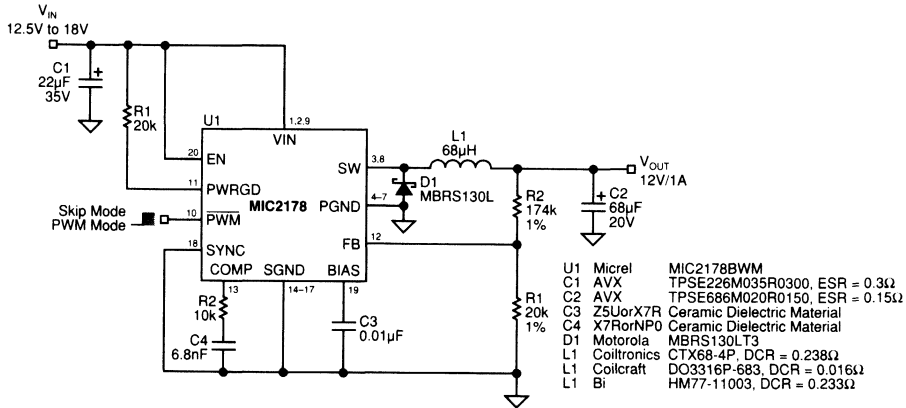 VIN
12.5V to 18V
C1
22µF
35V
+
R1
20k
U1
1,2,9
VIN
20
EN
11
PWRGD
MIC2178
Skip Mode
PWM Mode
10
PWM
18
SYNC
COMP
SGND
BIAS
13
14–17
19
SW
3,8
PGND
4–7
FB
12
L1
68µH
D1
MBRS130L
R2
174k
1%
+
C2
68µF
20V
VOUT
12V/1A
R2
10k
C4
6.8nF
C3
0.01µF
R1
20k
1%
U1 Micrel MIC2178BWM
C1 AVX TPSE226M035R0300, ESR = 0.3Ω
C2 AVX TPSE686M020R0150, ESR = 0.15Ω
C3 Z5UorX7R Ceramic Dielectric Material
C4 X7RorNP0 Ceramic Dielectric Material
D1 Motorola MBRS130LT3
L1 Coiltronics CTX68-4P, DCR = 0.238Ω
L1 Coilcraft DO3316P-683, DCR = 0.016Ω
L1 Bi HM77-11003, DCR = 0.233Ω